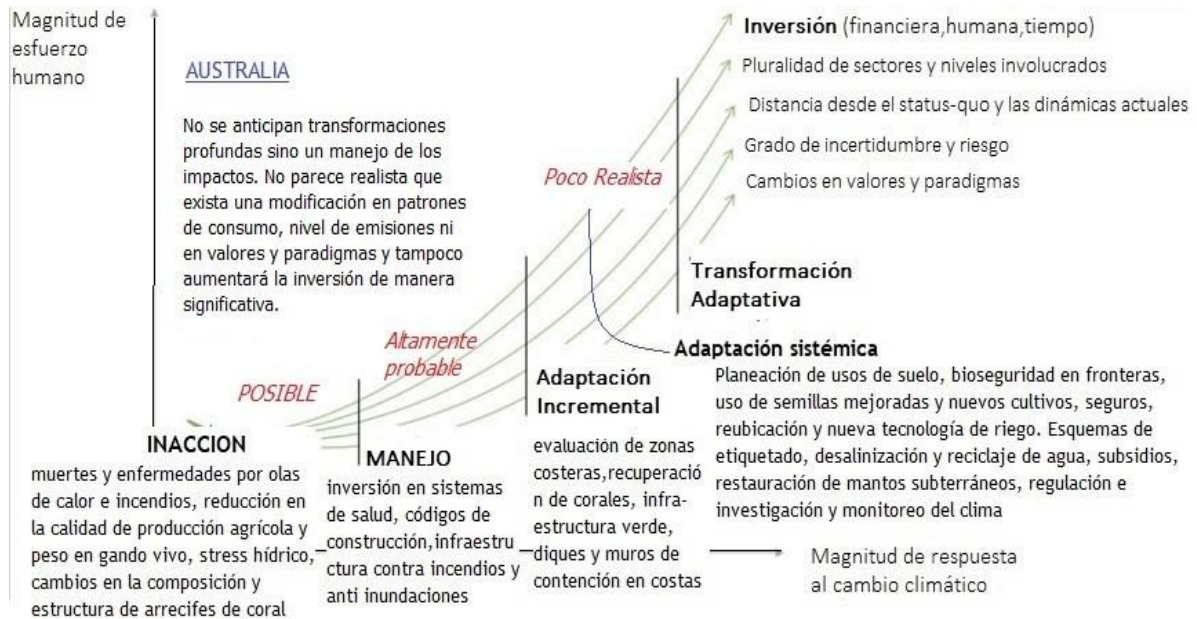 Magnitud de
esfuerzo
humano
AUSTRALIA
No se anticipan transformaciones
profundas sino un manejo de los
impactos. No parece realista que
exista una modificación en patrones
de consumo, nivel de emisiones ni
en valores y paradigmas y tampoco
aumentará la inversión de manera
significativa.
Inversión (financiera,humana,tiempo)
Pluralidad de sectores y niveles involucrados
Distancia desde el status-quo y las dinámicas actuales
Grado de incertidumbre y riesgo
Cambios en valores y paradigmas
Poco Realista
Altamente
probable
POSIBLE
INACCION
muertes y enfermedades por olas
de calor e incendios, reducción en
la calidad de producción agrícola y
peso en gando vivo, stress hídrico,
cambios en la composición y
estructura de arrecifes de coral
MANEJO
inversión en sistemas
de salud, códigos de
construcción,infraestru
ctura contra incendios y
anti inundaciones
Adaptación
Incremental
evaluación de zonas
costeras,recuperació
n de corales, infra-
estructura verde,
diques y muros de
contención en costas
Transformación
Adaptativa
Adaptación sistémica
Planeación de usos de suelo, bioseguridad en fronteras,
uso de semillas mejoradas y nuevos cultivos, seguros,
reubicación y nueva tecnología de riego. Esquemas de
etiquetado, desalinización y reciclaje de agua, subsidios,
restauración de mantos subterráneos, regulación e
investigación y monitoreo del clima
Magnitud de respuesta
al cambio climático